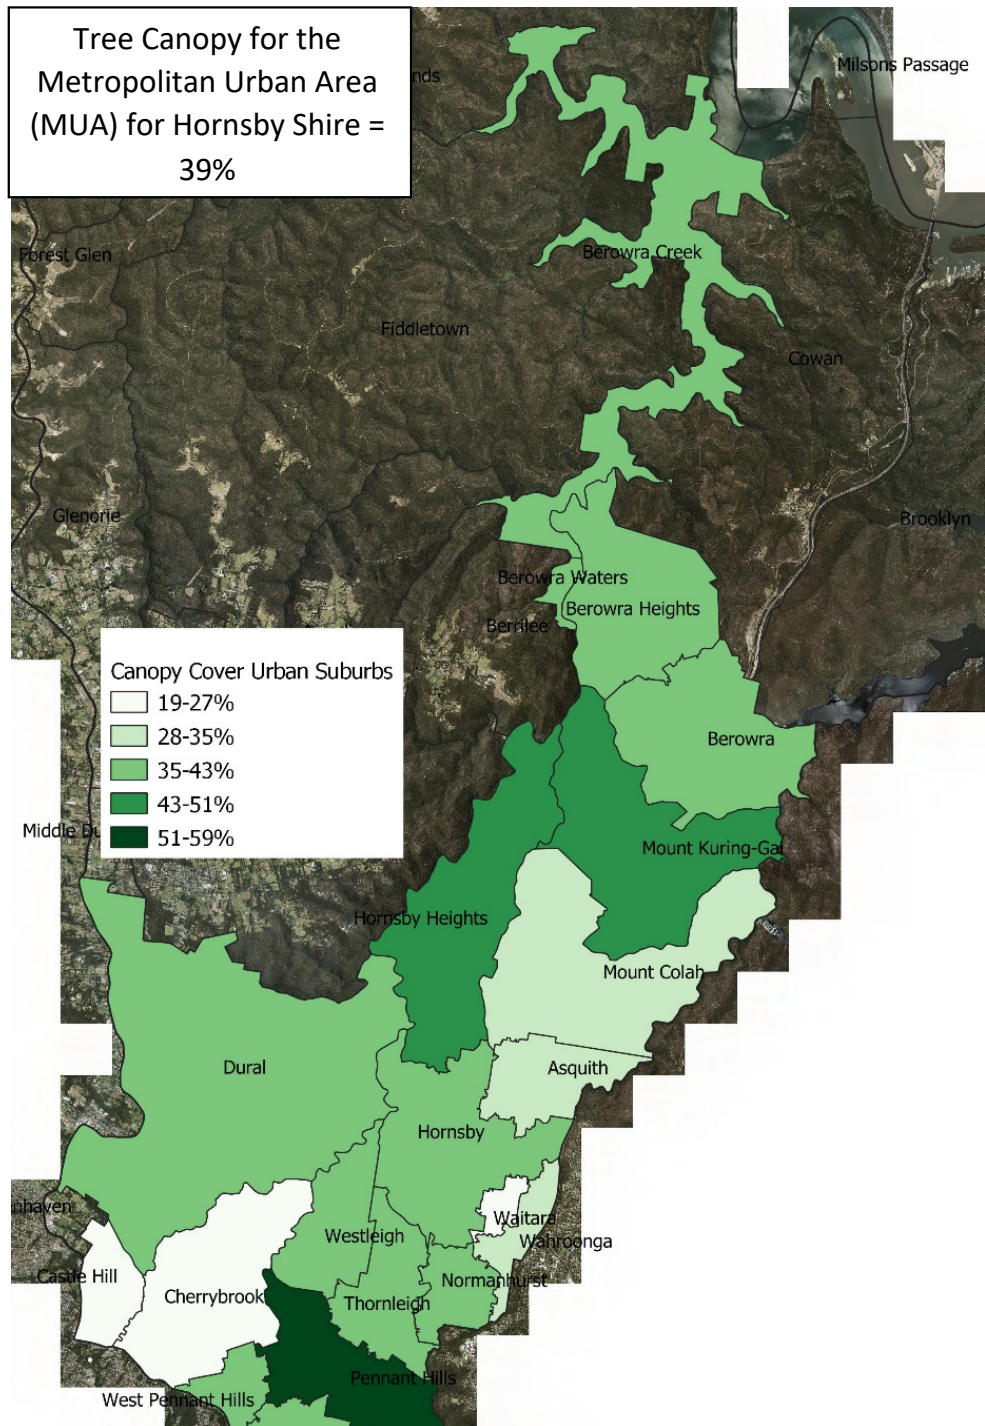 Tree Canopy for the
Metropolitan Urban Area
(MUA) for Hornsby Shire =
39%
Milsons Passage
Forest Glen
Berowra Creek
Fiddletown
Cowan
Glenorie
Brooklyn
Berowra Waters
Berowra Heights
Berrilee
Canopy Cover Urban Suburbs
19-27%
28-35%
35-43%
43-51%
51-59%
Berowra
Middle Du
Mount Kuring-Gai
Hornsby Heights
Mount Colah
Dural
Asquith
Hornsby
nhaven
Waitara
Westleigh
Wahroonga
Castle Hill
Normanhurst
Cherrybrook
Thornleigh
Pennant Hills
West Pennant Hills